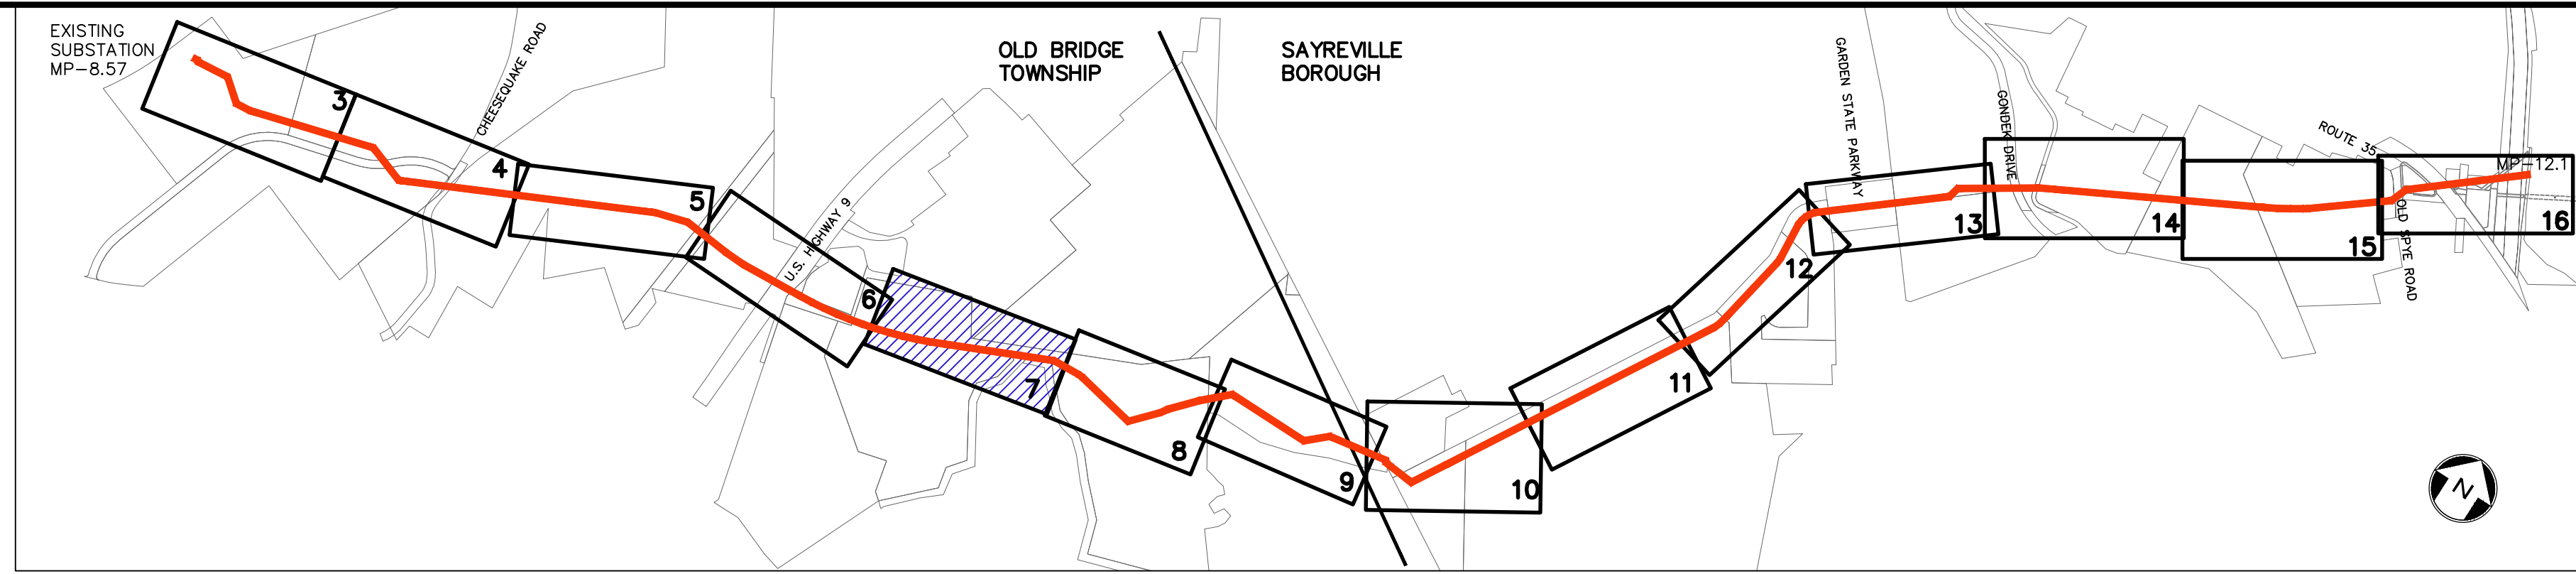 EXISTING
SUBSTATION
MP-8.57
CHEESEQUAKE ROAD
OLD BRIDGE
TOWNSHIP
SAYREVILLE
BOROUGH
GARDEN STATE PARKWAY
GONDEK DRIVE
ROUTE 35
MP-12.1
3
4
5
U.S. HIGHWAY 9
6
7
8
9
10
11
12
13
14
15
OLD SPYE ROAD
16
N